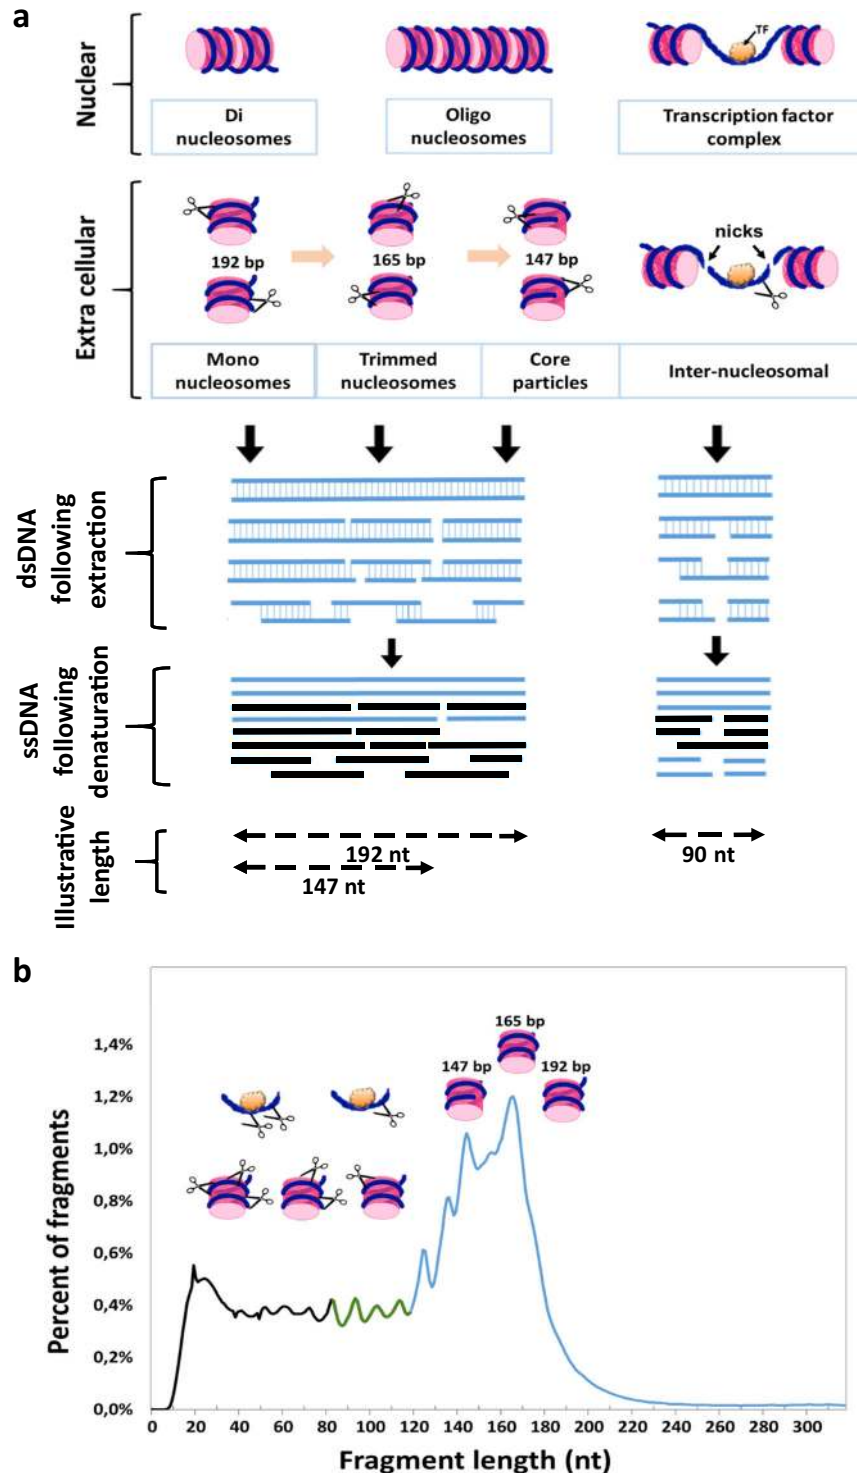 a
Nuclear
TF
Di
nucleosomes
Oligo
nucleosomes
Transcription factor
complex
Extra cellular
192 bp
165 bp
147 bp
nicks
Mono
nucleosomes
Trimmed
nucleosomes
Core
particles
Inter-nucleosomal
dsDNA
following
extraction
ssDNA
following
denaturation
Illustrative
length
192 nt
147 nt
90 nt
b
165 bp
147 bp
192 bp
Percent of fragments
1,4%
1,2%
1,0%
0,8%
0,6%
0,4%
0,2%
0,0%
0 20 40 60 80 100 120 140 160 180 200 220 240 260 280 300
Fragment length (nt)